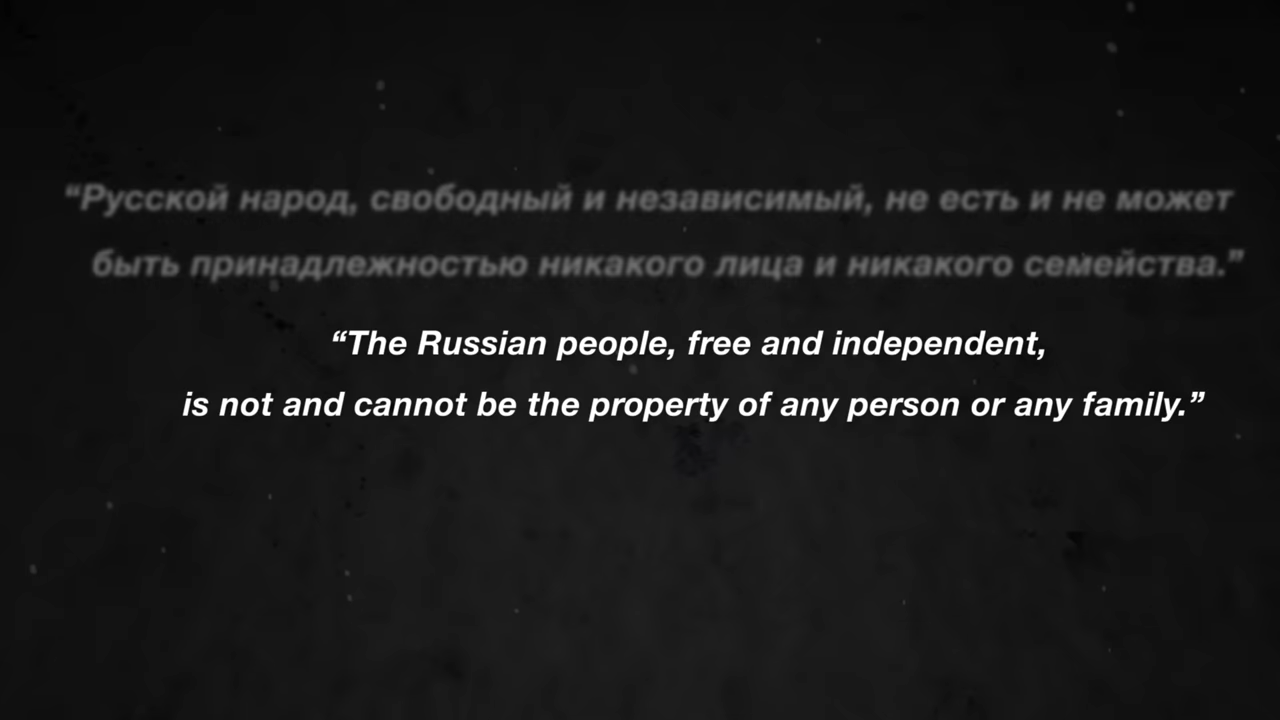 “Русской народ, свободный и независимый, не есть и не может
быть принадлежностью никакого лица и никакого семейства.”
“The Russian people, free and independent,
is not and cannot be the property of any person or any family.”